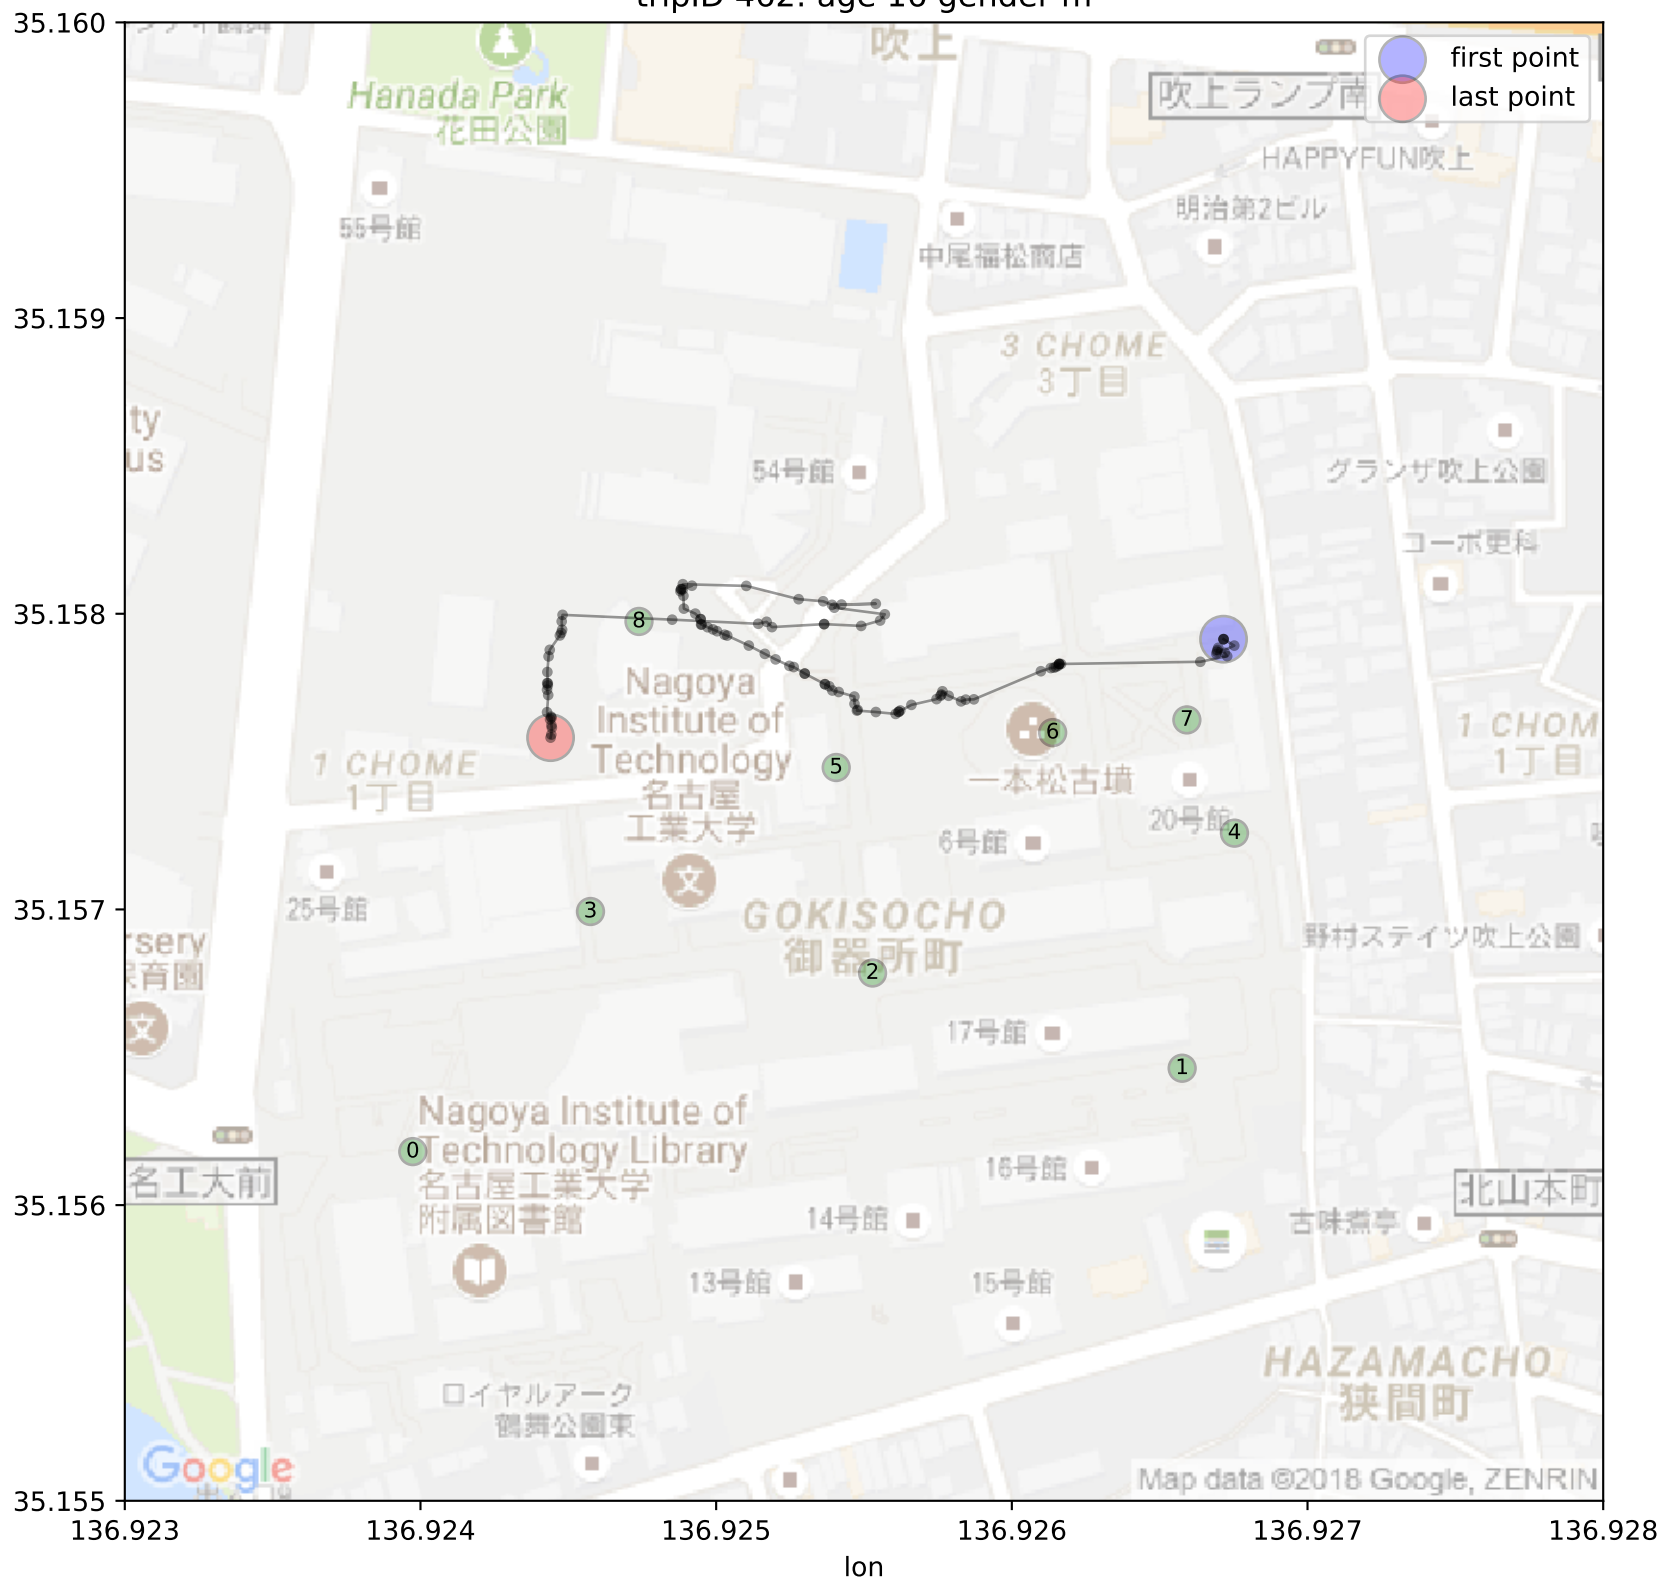 35.160
first point
last point
吹上
吹上ランプ南
Hanada Park
花田公園
HAPPYFUN吹上
55号館
明治第2ビル
中尾福松商店
35.159
3 CHOME
3丁目
ty
us
54号館
グランザ吹上公園
コーポ更科
35.158
8
Nagoya
Institute of
Technology
名古屋
工業大学
7
6
5
1 CHOME
1丁目
1 CHOM
1丁目
一本松古墳
20号館
4
6号館
35.157
25号館
3
GOKISOCHO
御器所町
2
rsery
育園
野村ステイツ吹上公園
17号館
1
Nagoya Institute of
Technology Library
名古屋工業大学
附属図書館
0
名工大前
16号館
北山本町
35.156
14号館
古味煮亭
13号館
15号館
HAZAMACHO
狭間町
ロイヤルアーク
鶴舞公園東
Google
Map data ©2018 Google, ZENRIN
35.155
136.923
136.924
136.925
136.926
136.927
136.928
lon